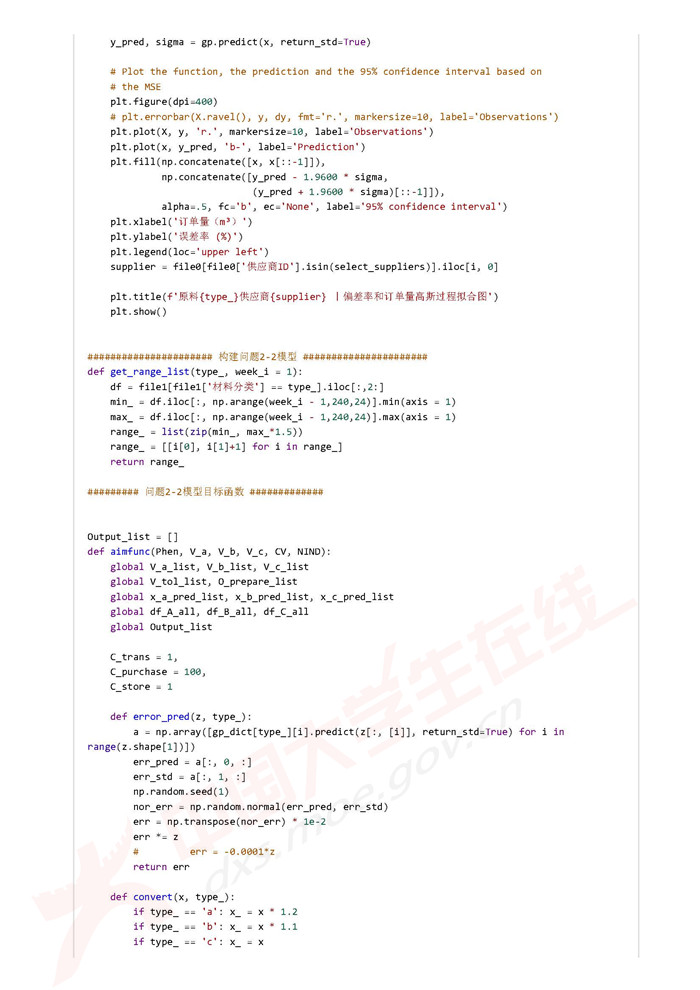 y_pred, sigma = gp.predict(x, return_std=True)

    # Plot the function, the prediction and the 95% confidence interval based on
    # the MSE
    plt.figure(dpi=400)
    # plt.errorbar(X.ravel(), y, dy, fmt='r.', markersize=10, label='Observations')
    plt.plot(X, y, 'r.', markersize=10, label='Observations')
    plt.plot(x, y_pred, 'b-', label='Prediction')
    plt.fill(np.concatenate([x, x[::-1]]),
             np.concatenate([y_pred - 1.9600 * sigma,
                             (y_pred + 1.9600 * sigma)[::-1]]),
             alpha=.5, fc='b', ec='None', label='95% confidence interval')
    plt.xlabel('订单量（m³）')
    plt.ylabel('误差率 (%)')
    plt.legend(loc='upper left')
    supplier = file0[file0['供应商ID'].isin(select_suppliers)].iloc[i, 0]

    plt.title(f'原料{type_}供应商{supplier} 丨偏差率和订单量高斯过程拟合图')
    plt.show()

###################### 构建问题2-2模型 ######################
def get_range_list(type_, week_i = 1):
    df = file1[file1['材料分类'] == type_].iloc[:,2:]
    min_ = df.iloc[:, np.arange(week_i - 1,240,24)].min(axis = 1)
    max_ = df.iloc[:, np.arange(week_i - 1,240,24)].max(axis = 1)
    range_ = list(zip(min_, max_*1.5))
    range_ = [[i[0], i[1]+1] for i in range_]
    return range_

######### 问题2-2模型目标函数 #############

Output_list = []
def aimfunc(Phen, V_a, V_b, V_c, CV, NIND):
    global V_a_list, V_b_list, V_c_list
    global V_tol_list, O_prepare_list
    global x_a_pred_list, x_b_pred_list, x_c_pred_list
    global df_A_all, df_B_all, df_C_all
    global Output_list

    C_trans = 1,
    C_purchase = 100,
    C_store = 1

    def error_pred(z, type_):
        a = np.array([gp_dict[type_][i].predict(z[:, [i]], return_std=True) for i in
range(z.shape[1])])
        err_pred = a[:, 0, :]
        err_std = a[:, 1, :]
        np.random.seed(1)
        nor_err = np.random.normal(err_pred, err_std)
        err = np.transpose(nor_err) * 1e-2
        err *= z
        #         err = -0.0001*z
        return err

    def convert(x, type_):
        if type_ == 'a': x_ = x * 1.2
        if type_ == 'b': x_ = x * 1.1
        if type_ == 'c': x_ = x
中国大学生在线
dxs.moe.gov.cn